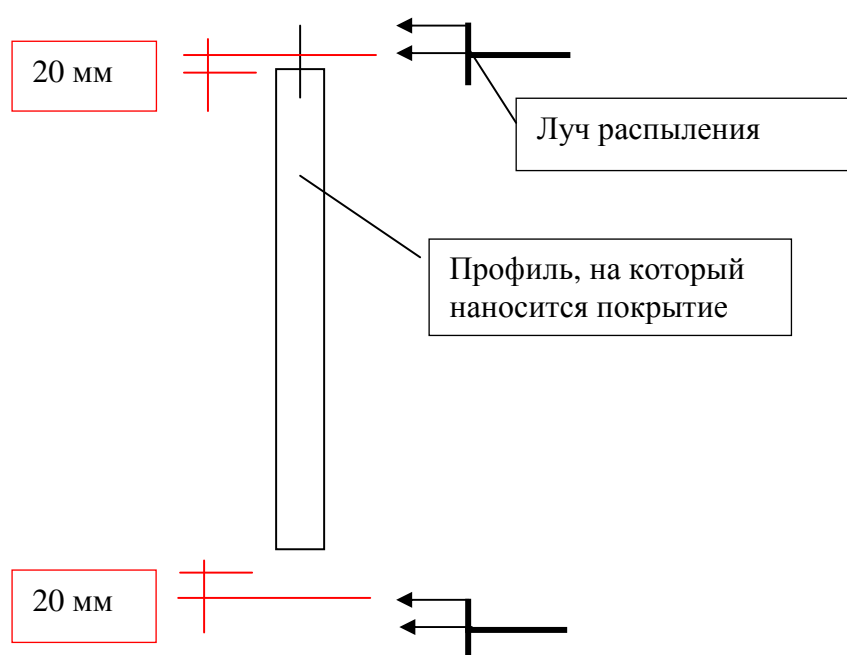 20 мм
Луч распыления
Профиль, на который
наносится покрытие
20 мм